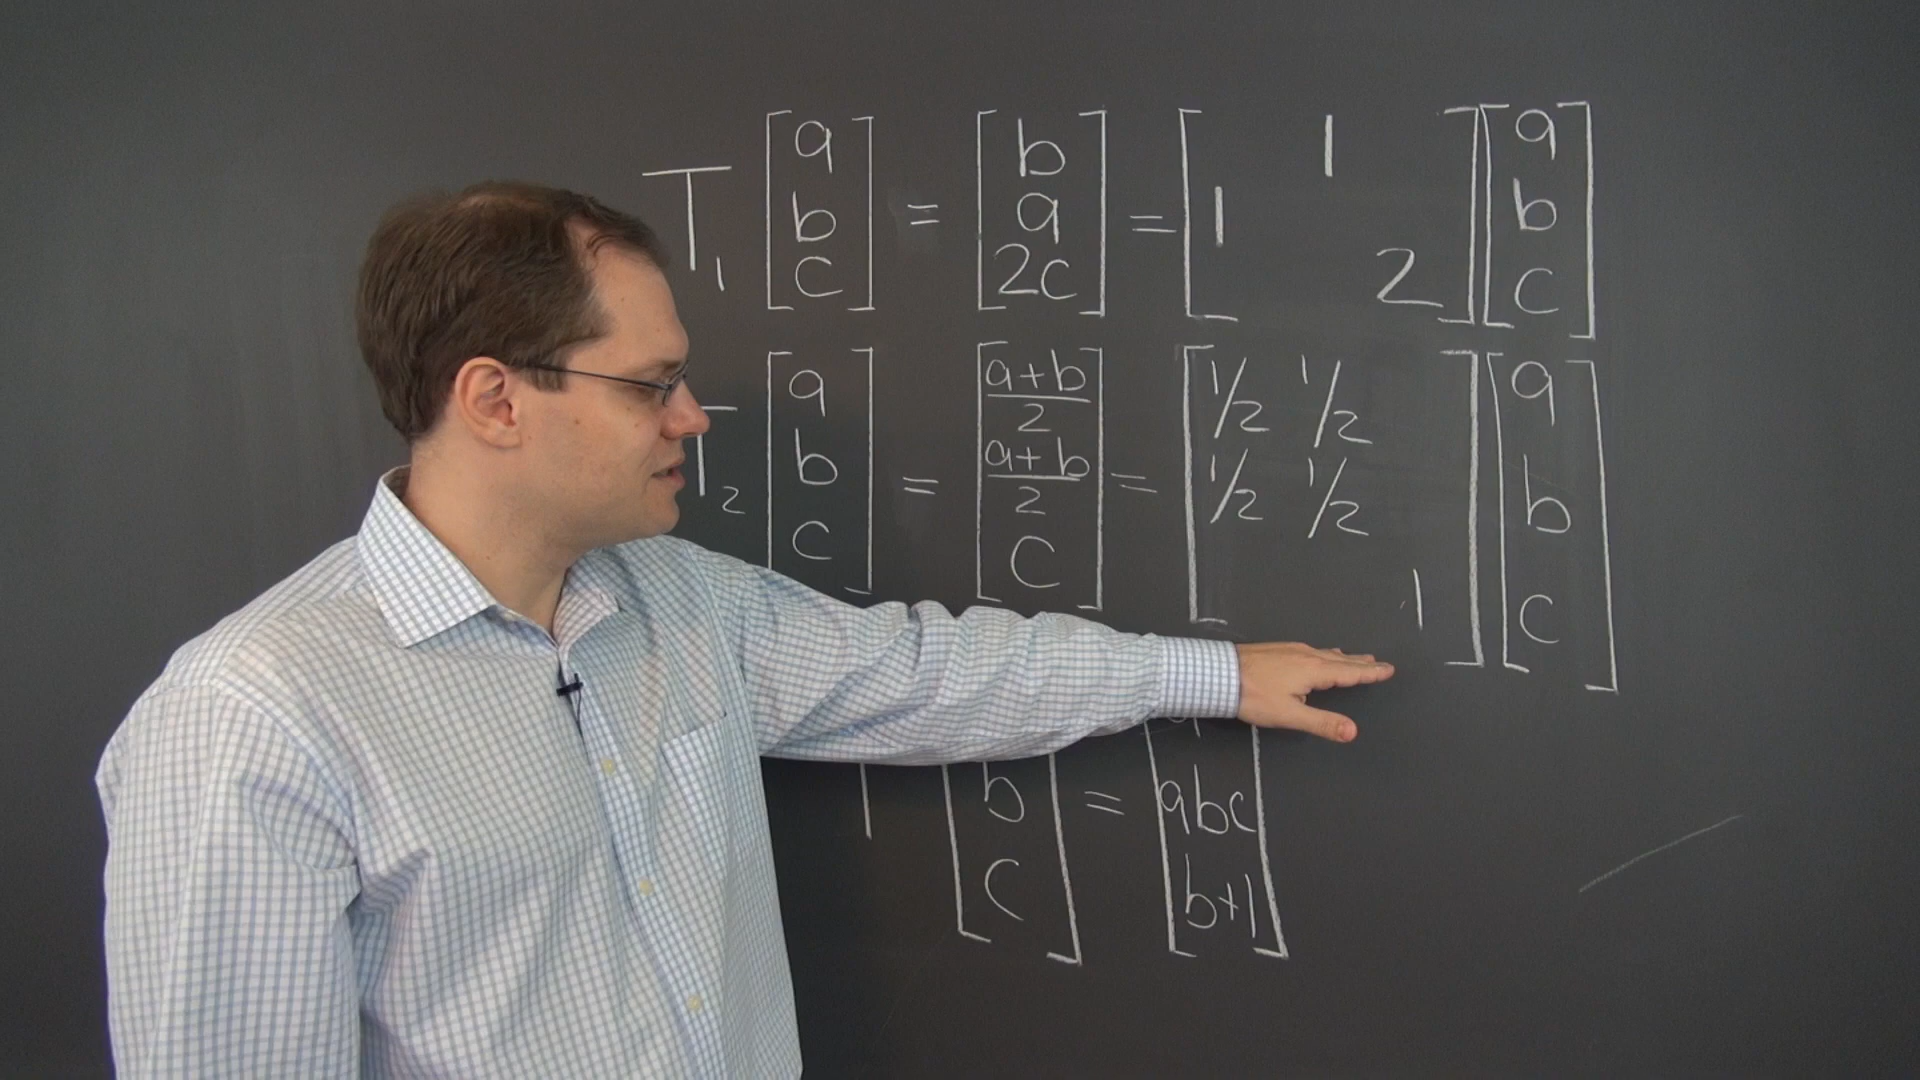 T₁ [a b c] = [b a 2c] = [1 1 2] [a b c]
T₂ [a b c] = [a+b/2 a+b/2 c] = [1/2 1/2 1/2 1/2 1] [a b c]
b c = abc b+1